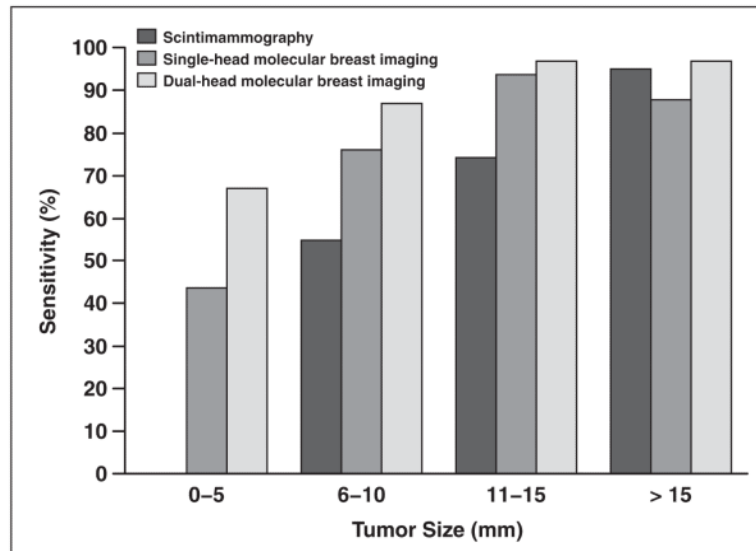 Scintimammography
Single-head molecular breast imaging
Dual-head molecular breast imaging
100
90
80
70
60
50
40
30
20
10
0
Sensitivity (%)
0–5 6–10 11–15 > 15
Tumor Size (mm)